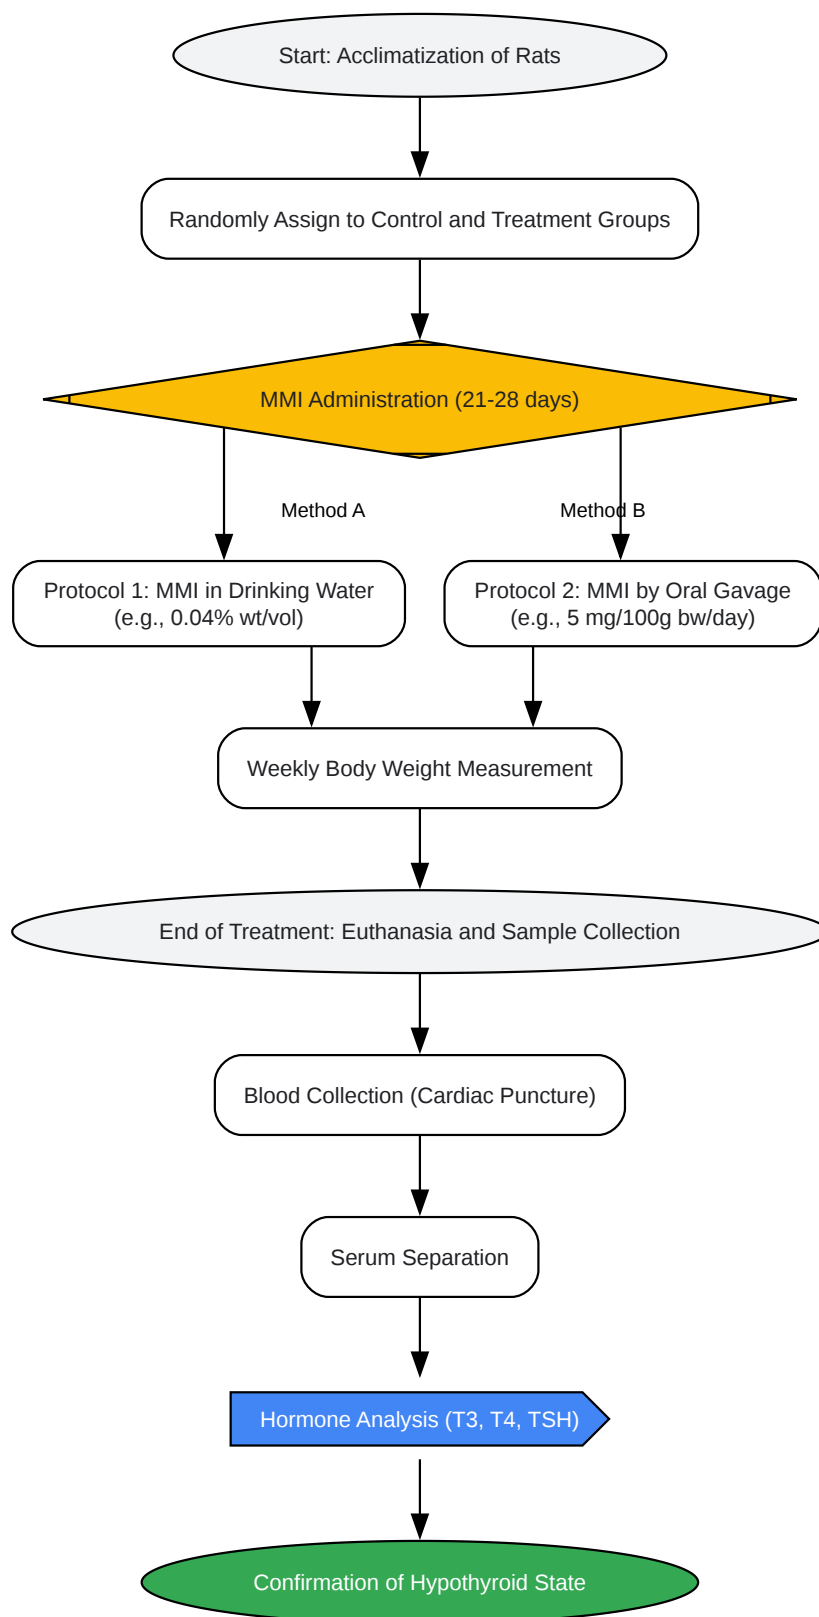 Start: Acclimatization of Rats
Randomly Assign to Control and Treatment Groups
MMI Administration (21-28 days)
Method A
Method B
Protocol 1: MMI in Drinking Water
(e.g., 0.04% wt/vol)
Protocol 2: MMI by Oral Gavage
(e.g., 5 mg/100g bw/day)
Weekly Body Weight Measurement
End of Treatment: Euthanasia and Sample Collection
Blood Collection (Cardiac Puncture)
Serum Separation
Hormone Analysis (T3, T4, TSH)
Confirmation of Hypothyroid State